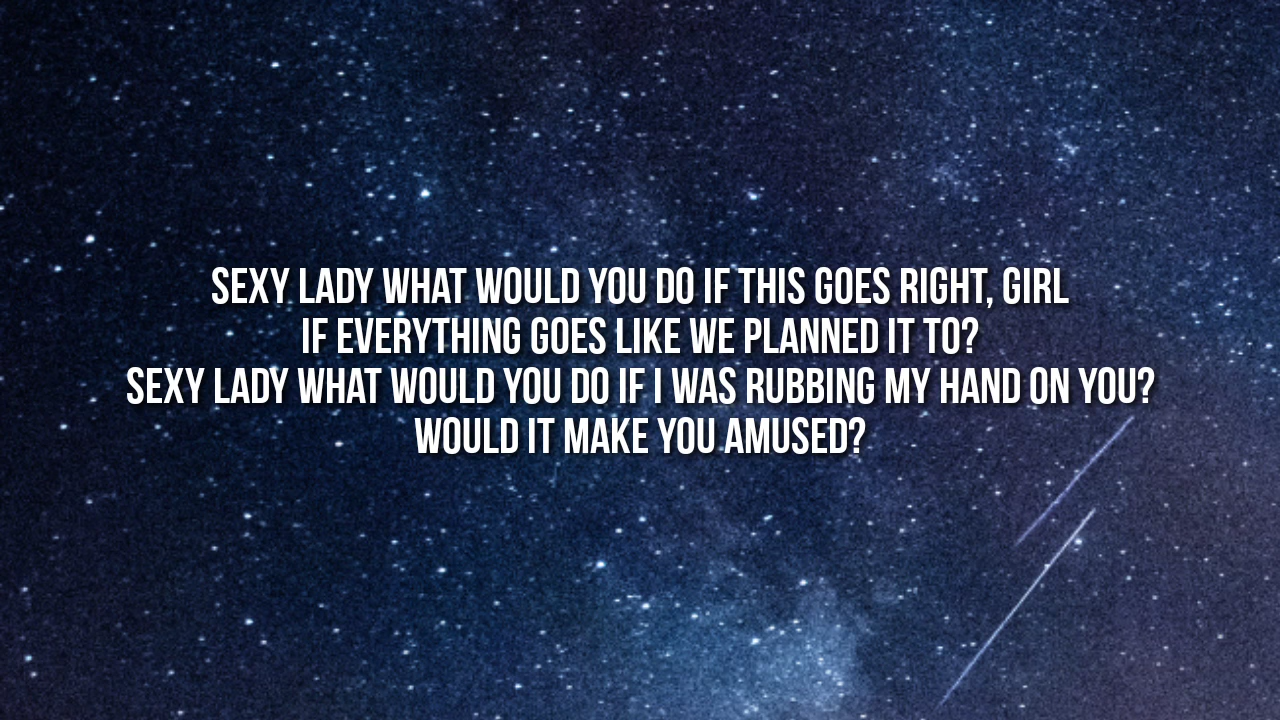 SEXY LADY WHAT WOULD YOU DO IF THIS GOES RIGHT, GIRL
IF EVERYTHING GOES LIKE WE PLANNED IT TO?
SEXY LADY WHAT WOULD YOU DO IF I WAS RUBBING MY HAND ON YOU?
WOULD IT MAKE YOU AMUSED?